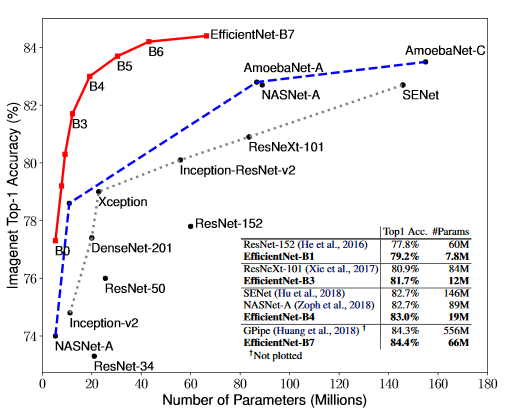 84
82
80
78
76
74
Imagenet Top-1 Accuracy (%)
EfficientNet-B7
B6
B5
B4
B3
B0
AmoebaNet-A
AmoebaNet-C
NASNet-A
SENet
ResNeXt-101
Inception-ResNet-v2
Xception
ResNet-152
DenseNet-201
ResNet-50
Inception-v2
NASNet-A
ResNet-34
Top1 Acc. #Params
ResNet-152 (He et al., 2016) 77.8% 60M
EfficientNet-B1 79.2% 7.8M
ResNeXt-101 (Xie et al., 2017) 80.9% 84M
EfficientNet-B3 81.7% 12M
SENet (Hu et al., 2018) 82.7% 146M
NASNet-A (Zoph et al., 2018) 82.7% 89M
EfficientNet-B4 83.0% 19M
GPipe (Huang et al., 2018) † 84.3% 556M
EfficientNet-B7 84.4% 66M
†Not plotted
0 20 40 60 80 100 120 140 160 180
Number of Parameters (Millions)